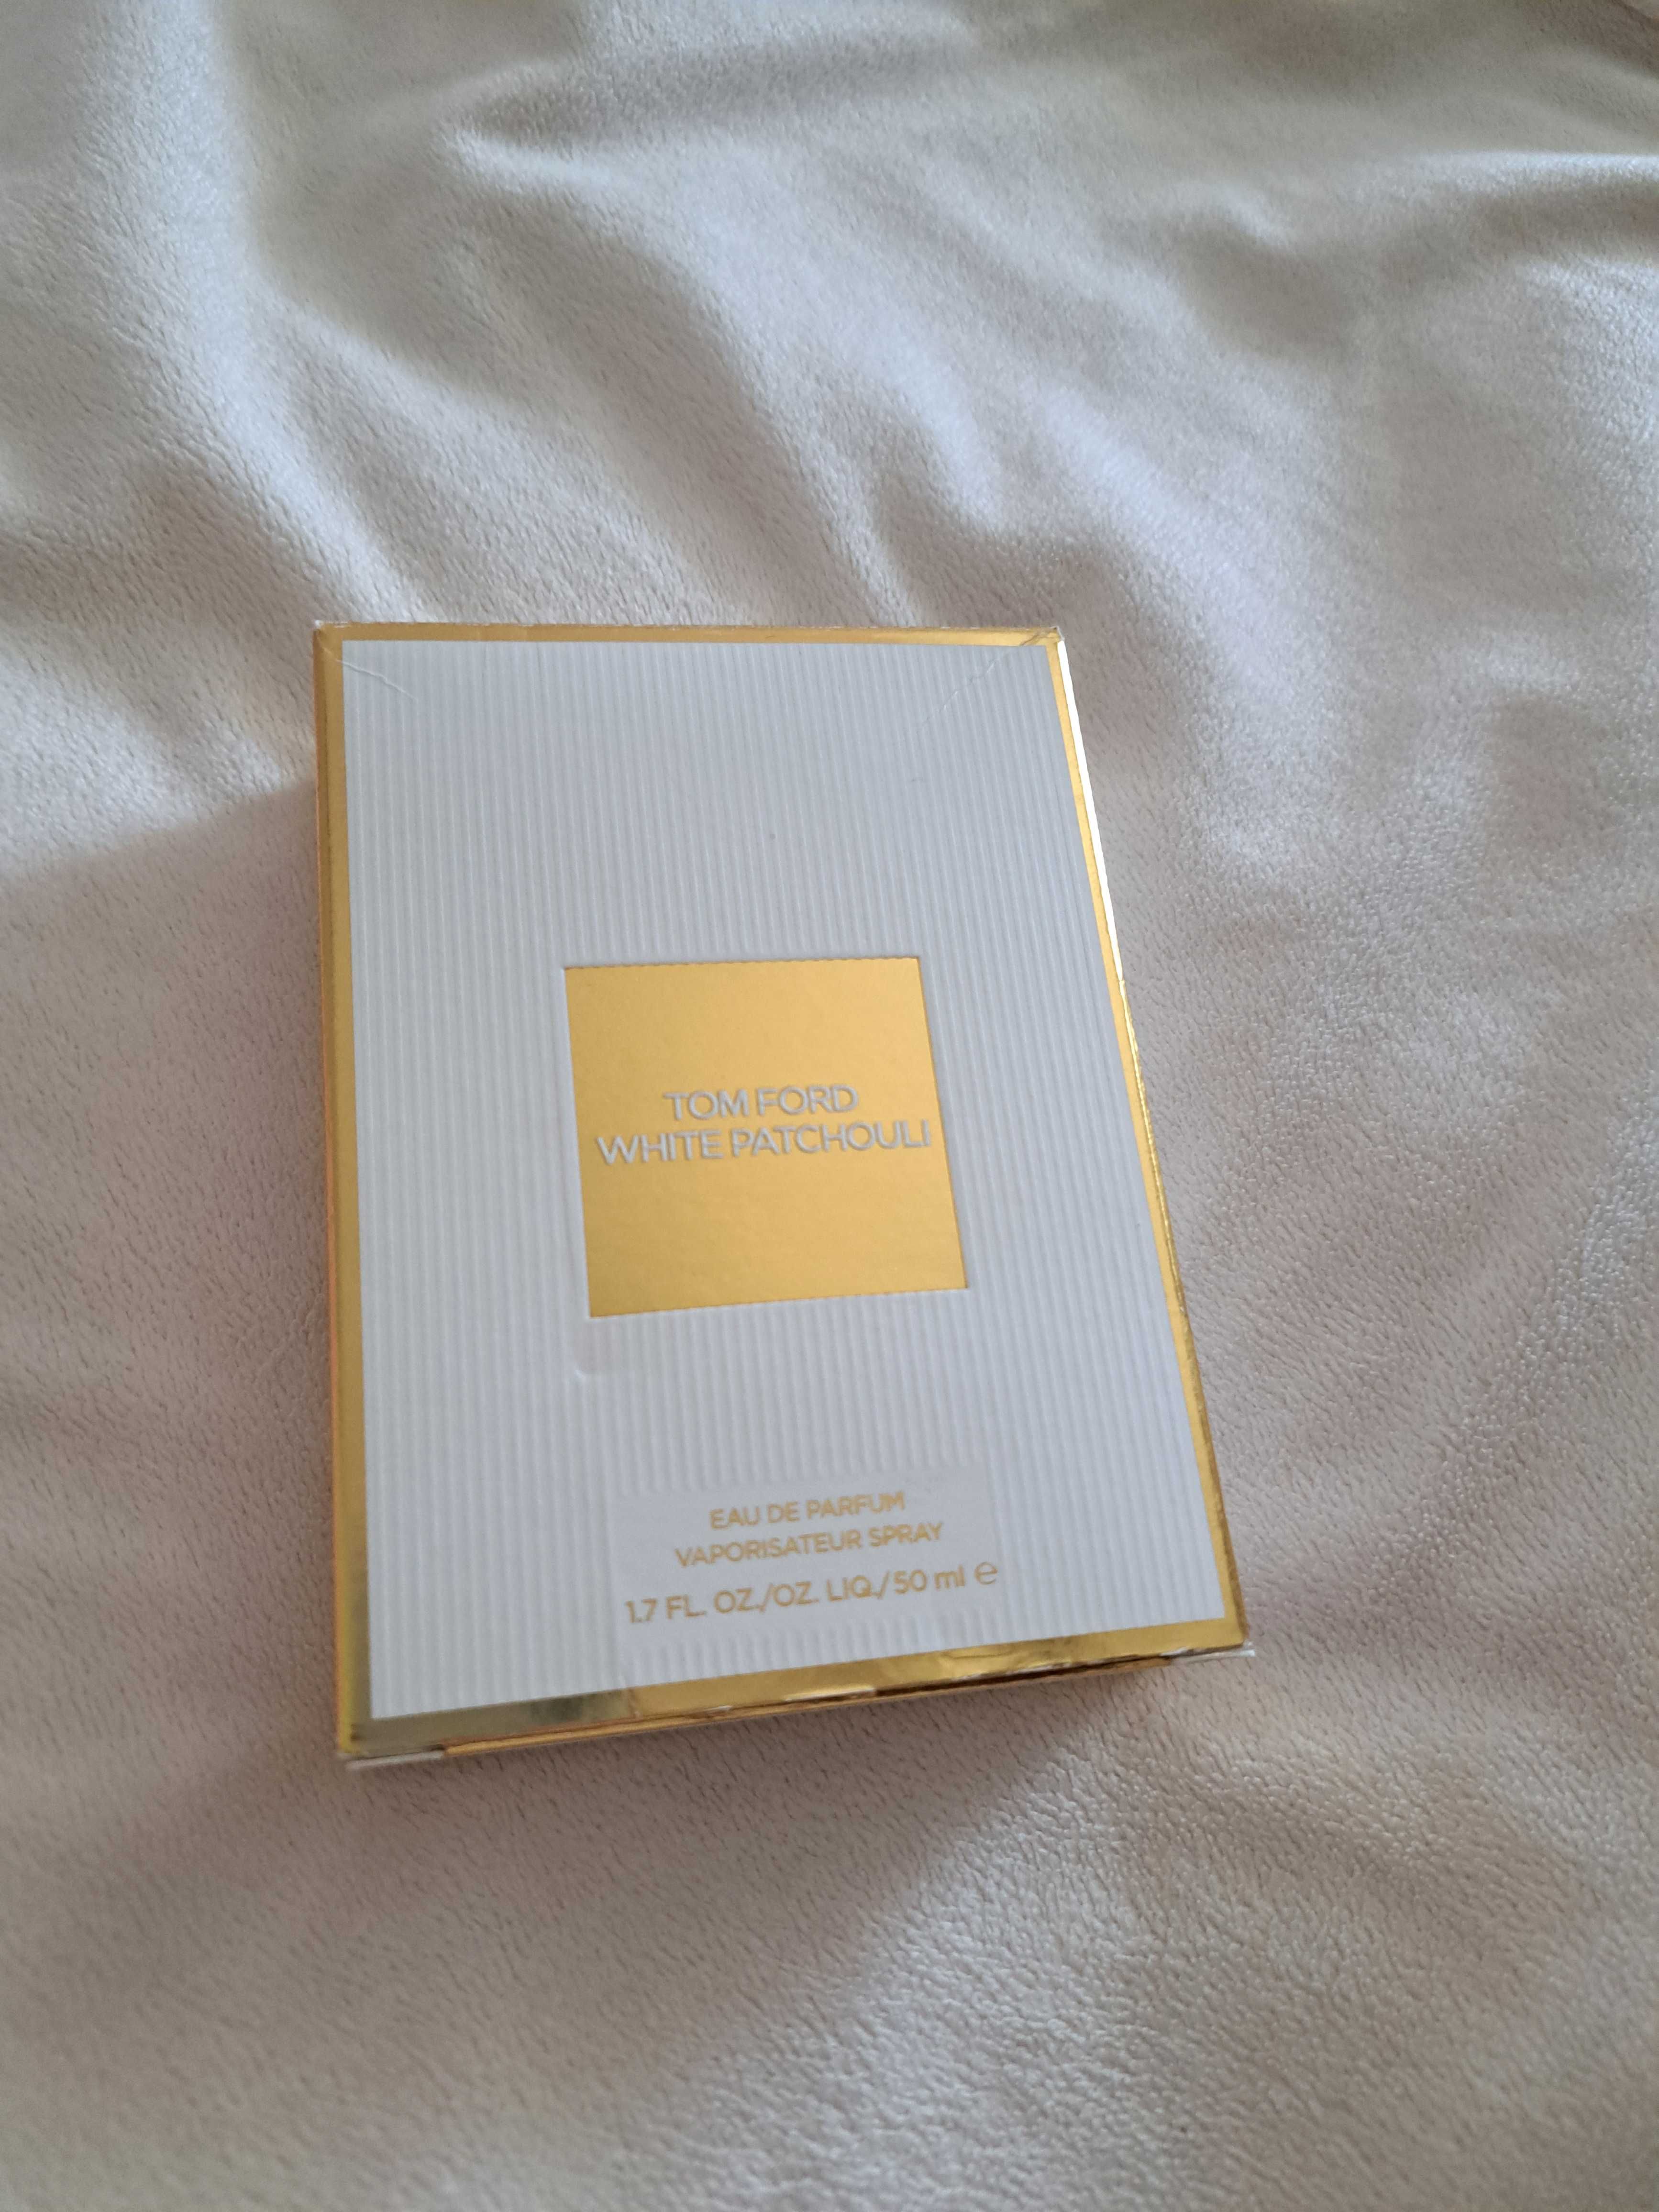 TOM FORD
WHITE PATCHOULI
EAU DE PARFUM
VAPORISATEUR SPRAY
1.7 FL. OZ./OZ. LIQ./50 ml ℮